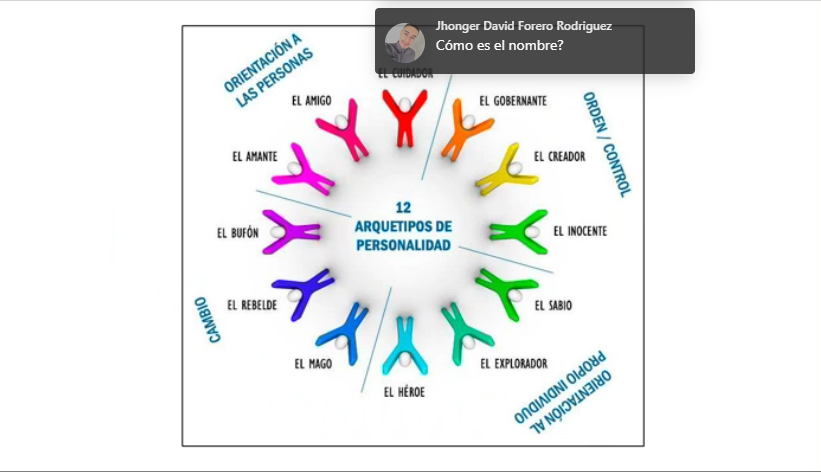 Jhonger David Forero Rodriguez
Cómo es el nombre?
ORIENTACIÓN A
LAS PERSONAS
EL CUIDADOR
EL AMIGO
EL GOBERNANTE
ORDEN / CONTROL
EL AMANTE
EL CREADOR
12
ARQUETIPOS DE
PERSONALIDAD
EL BUFÓN
EL INOCENTE
EL REBELDE
EL SABIO
CAMBIO
EL MAGO
EL EXPLORADOR
EL HÉROE
ORIENTACIÓN AL
PROPIO INDIVIDUO